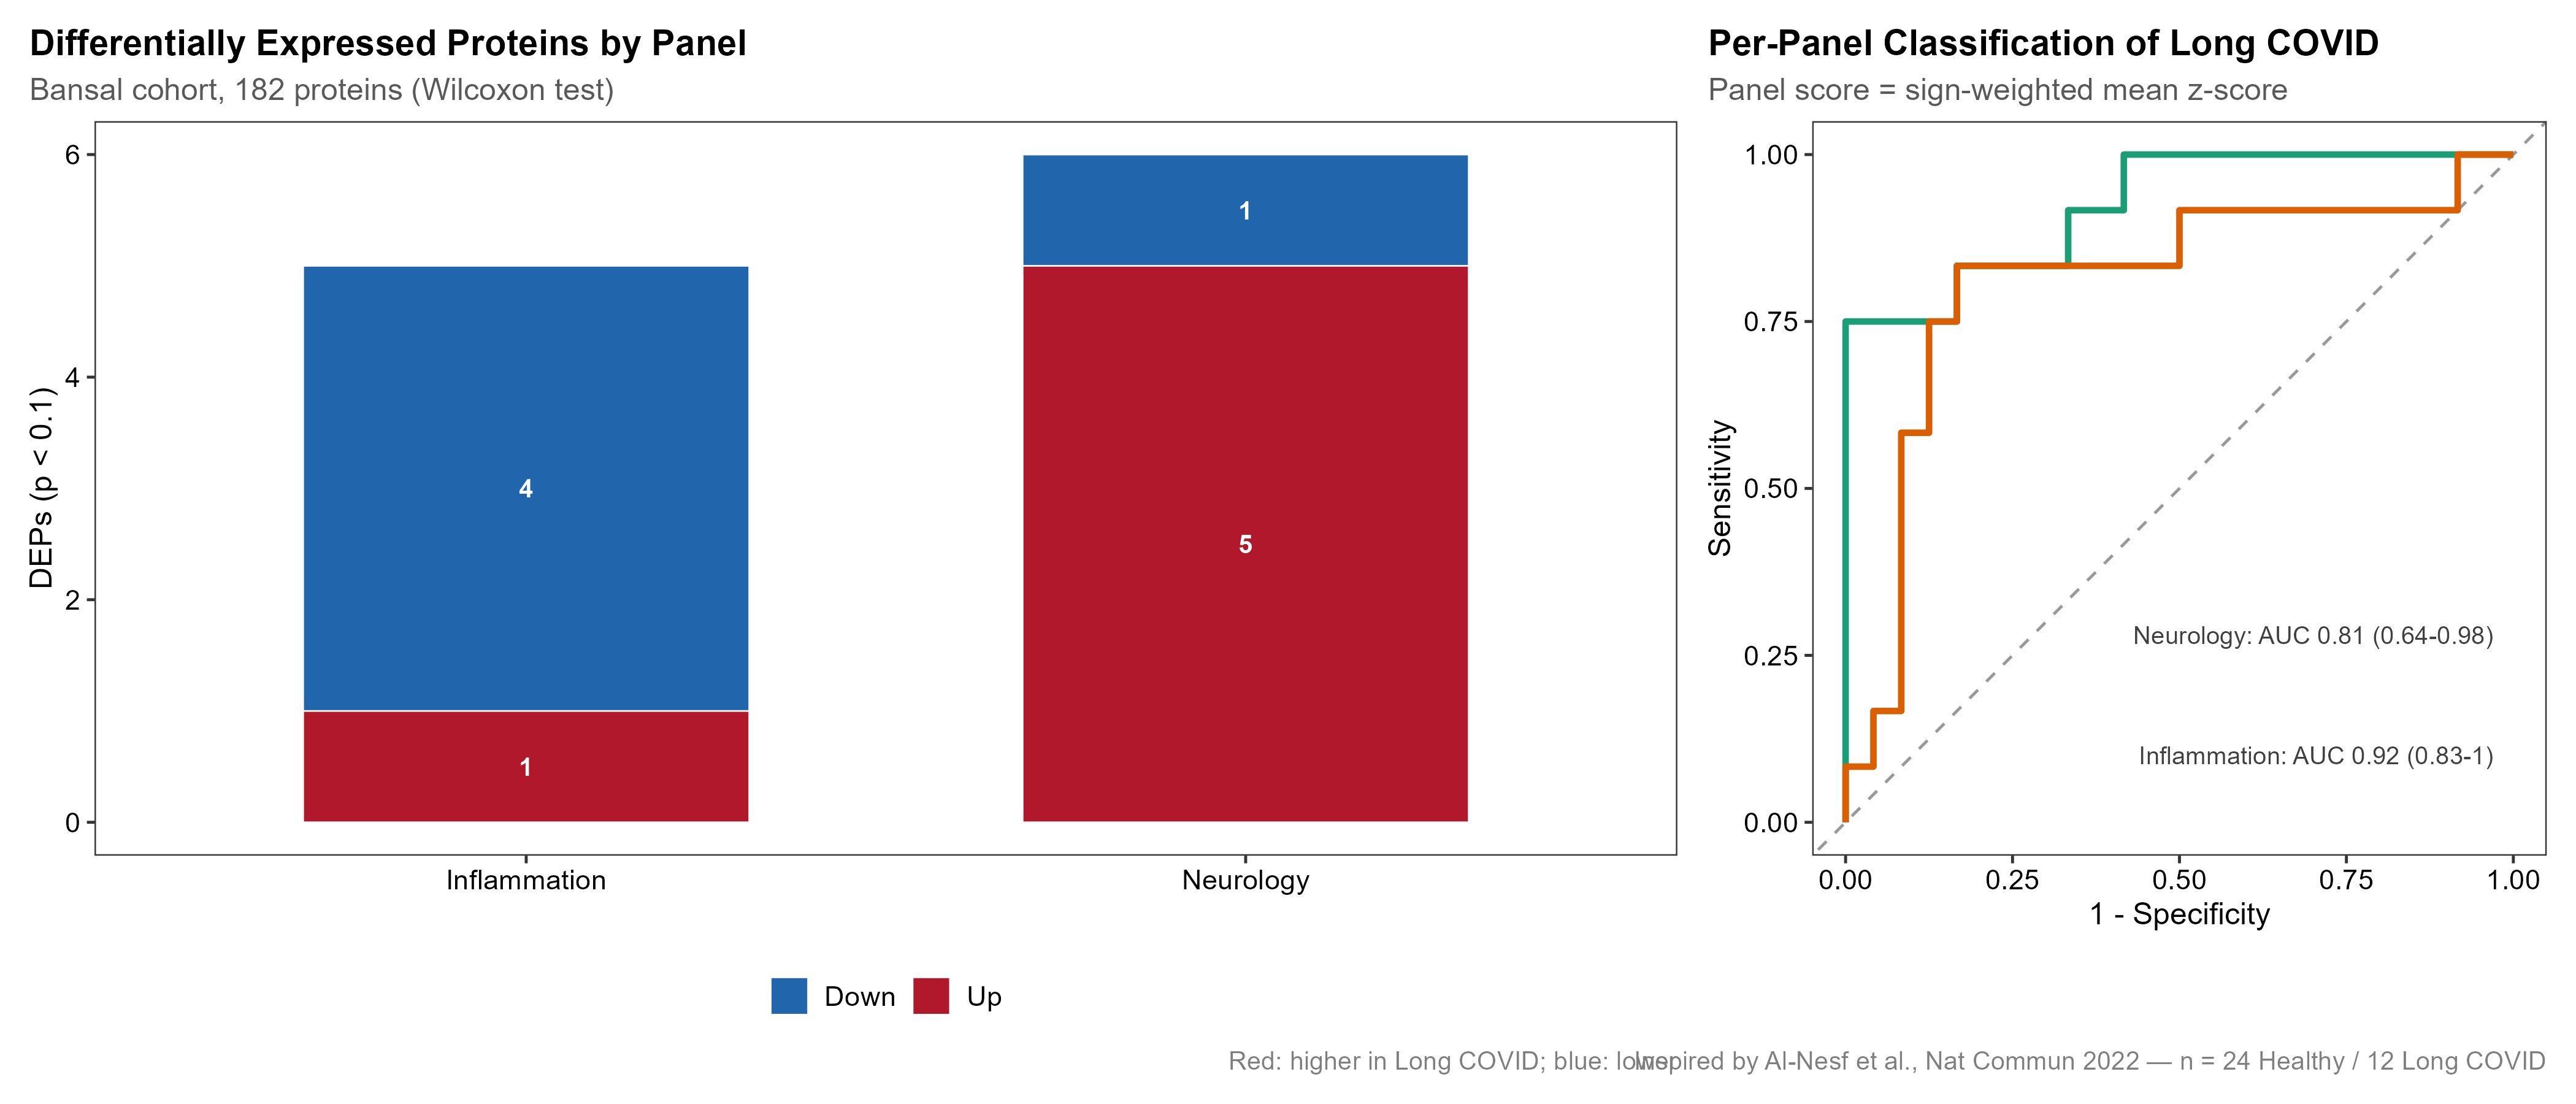 Differentially Expressed Proteins by Panel
Bansal cohort, 182 proteins (Wilcoxon test)
DEPs (p < 0.1)
6
4
2
0
1
4
5
1
Inflammation
Neurology
Down
Up
Red: higher in Long COVID; blue: lower
Per-Panel Classification of Long COVID
Panel score = sign-weighted mean z-score
Sensitivity
1.00
0.75
0.50
0.25
0.00
Neurology: AUC 0.81 (0.64-0.98)
Inflammation: AUC 0.92 (0.83-1)
0.00
0.25
0.50
0.75
1.00
1 - Specificity
Inspired by Al-Nesf et al., Nat Commun 2022 — n = 24 Healthy / 12 Long COVID